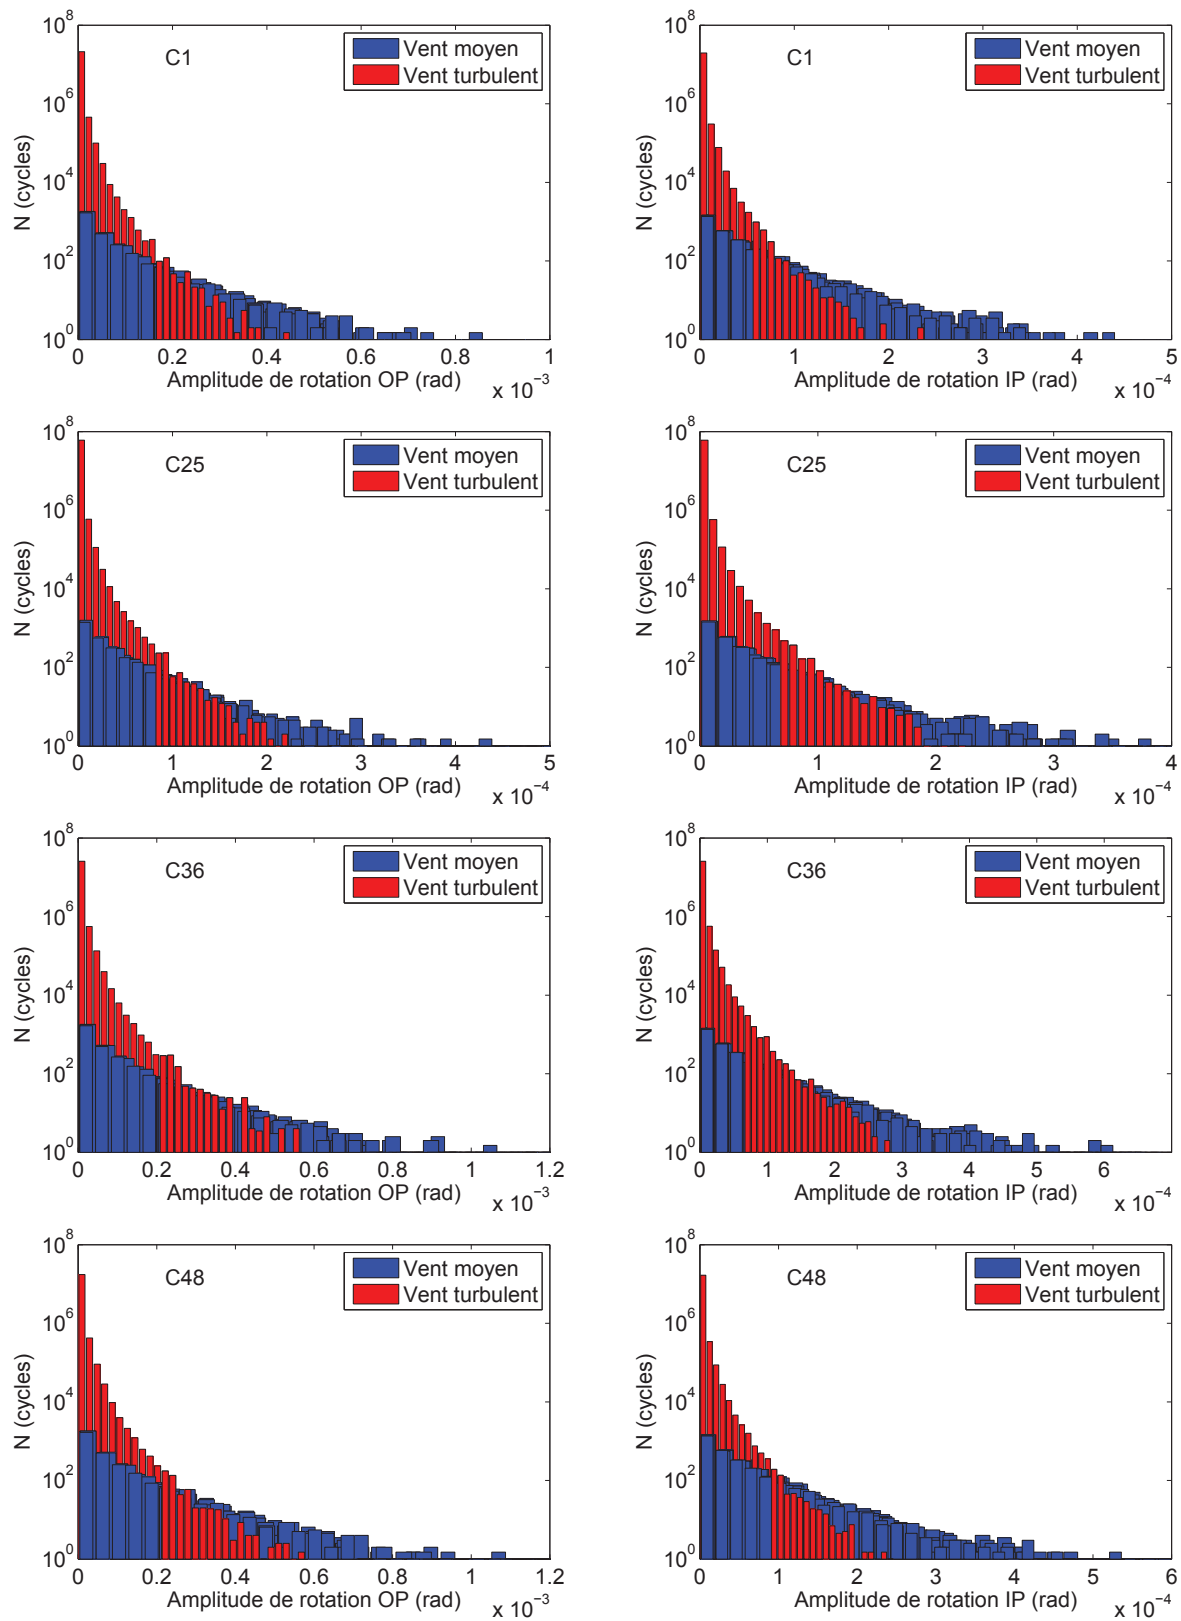 10^8
10^6
10^4
10^2
10^0
N (cycles)
C1
Vent moyen
Vent turbulent
0 0.2 0.4 0.6 0.8 1
Amplitude de rotation OP (rad)
x 10^−3
10^8
10^6
10^4
10^2
10^0
N (cycles)
C1
Vent moyen
Vent turbulent
0 1 2 3 4 5
Amplitude de rotation IP (rad)
x 10^−4
10^8
10^6
10^4
10^2
10^0
N (cycles)
C25
Vent moyen
Vent turbulent
0 1 2 3 4 5
Amplitude de rotation OP (rad)
x 10^−4
10^8
10^6
10^4
10^2
10^0
N (cycles)
C25
Vent moyen
Vent turbulent
0 1 2 3 4
Amplitude de rotation IP (rad)
x 10^−4
10^8
10^6
10^4
10^2
10^0
N (cycles)
C36
Vent moyen
Vent turbulent
0 0.2 0.4 0.6 0.8 1 1.2
Amplitude de rotation OP (rad)
x 10^−3
10^8
10^6
10^4
10^2
10^0
N (cycles)
C36
Vent moyen
Vent turbulent
0 1 2 3 4 5 6
Amplitude de rotation IP (rad)
x 10^−4
10^8
10^6
10^4
10^2
10^0
N (cycles)
C48
Vent moyen
Vent turbulent
0 0.2 0.4 0.6 0.8 1 1.2
Amplitude de rotation OP (rad)
x 10^−3
10^8
10^6
10^4
10^2
10^0
N (cycles)
C48
Vent moyen
Vent turbulent
0 1 2 3 4 5 6
Amplitude de rotation IP (rad)
x 10^−4